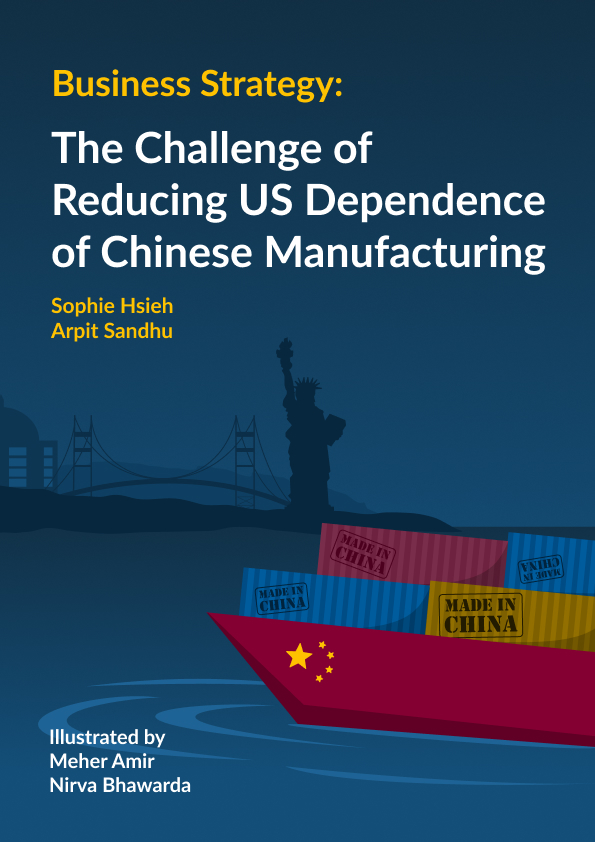 Business Strategy:
The Challenge of
Reducing US Dependence
of Chinese Manufacturing
Sophie Hsieh
Arpit Sandhu
MADE IN
CHINA
MADE IN
CHINA
MADE IN
CHINA
MADE IN
CHINA
Illustrated by
Meher Amir
Nirva Bhawarda